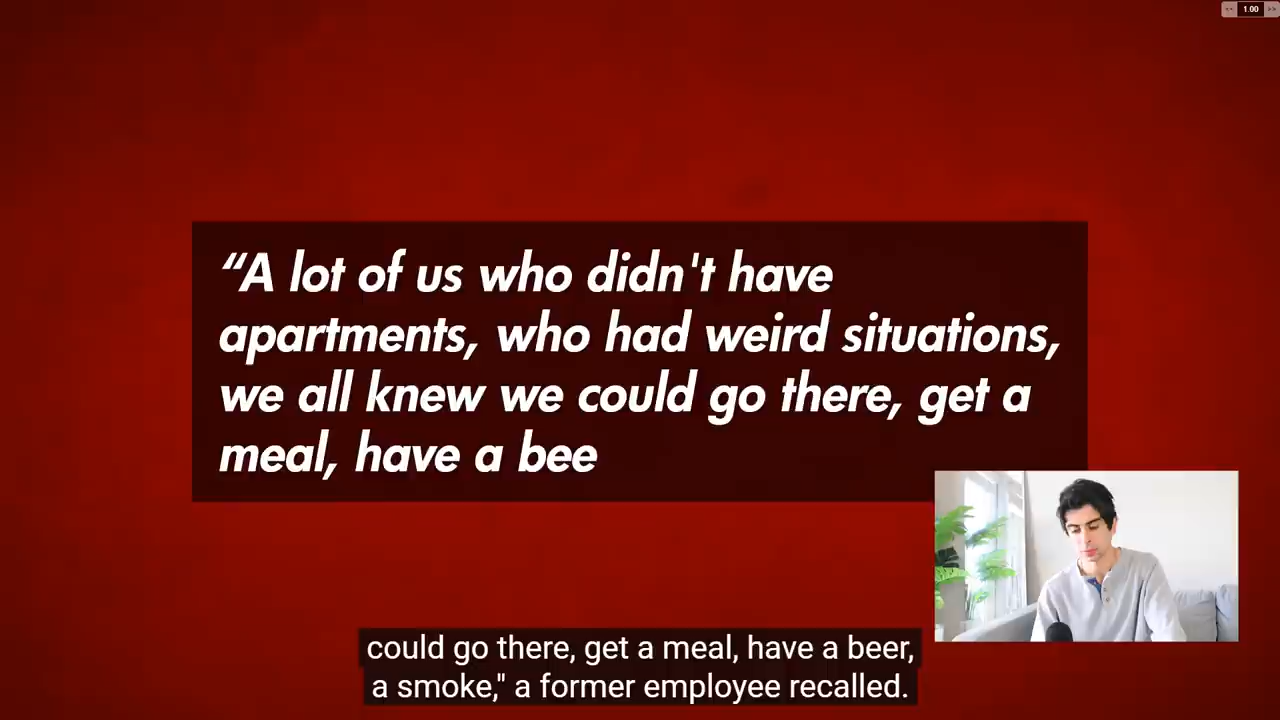 << 1.00 >>
“A lot of us who didn't have
apartments, who had weird situations,
we all knew we could go there, get a
meal, have a bee
could go there, get a meal, have a beer,
a smoke," a former employee recalled.